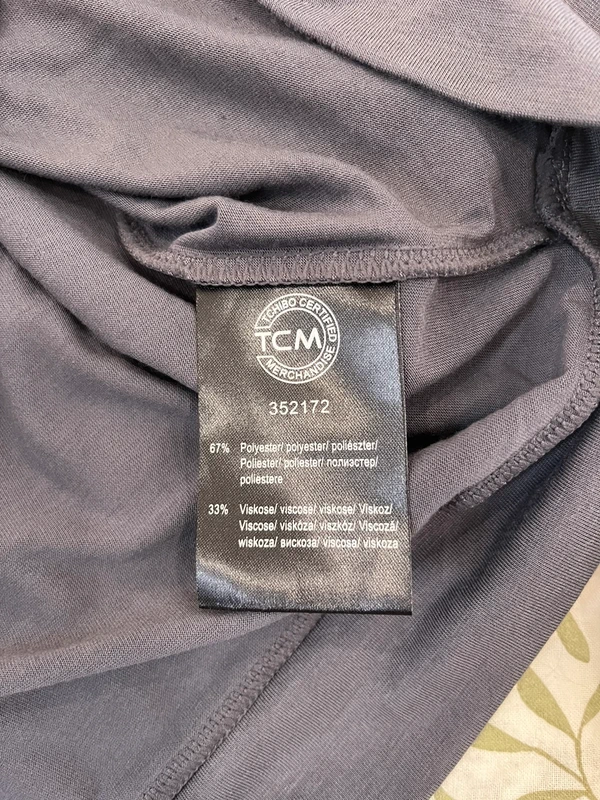 TCHIBO CERTIFIED
TCM
MERCHANDISE
352172
67% Polyester/ polyester/ poliészter/
Poliester/ poliester/ полиэстер/
poliestere
33% Viskose/ viscose/ viskose/ Viskoz/
Viscose/ viskóza/ viszkóz/ Viscoză/
wiskoza/ вискоза/ viscosa/ viskoza